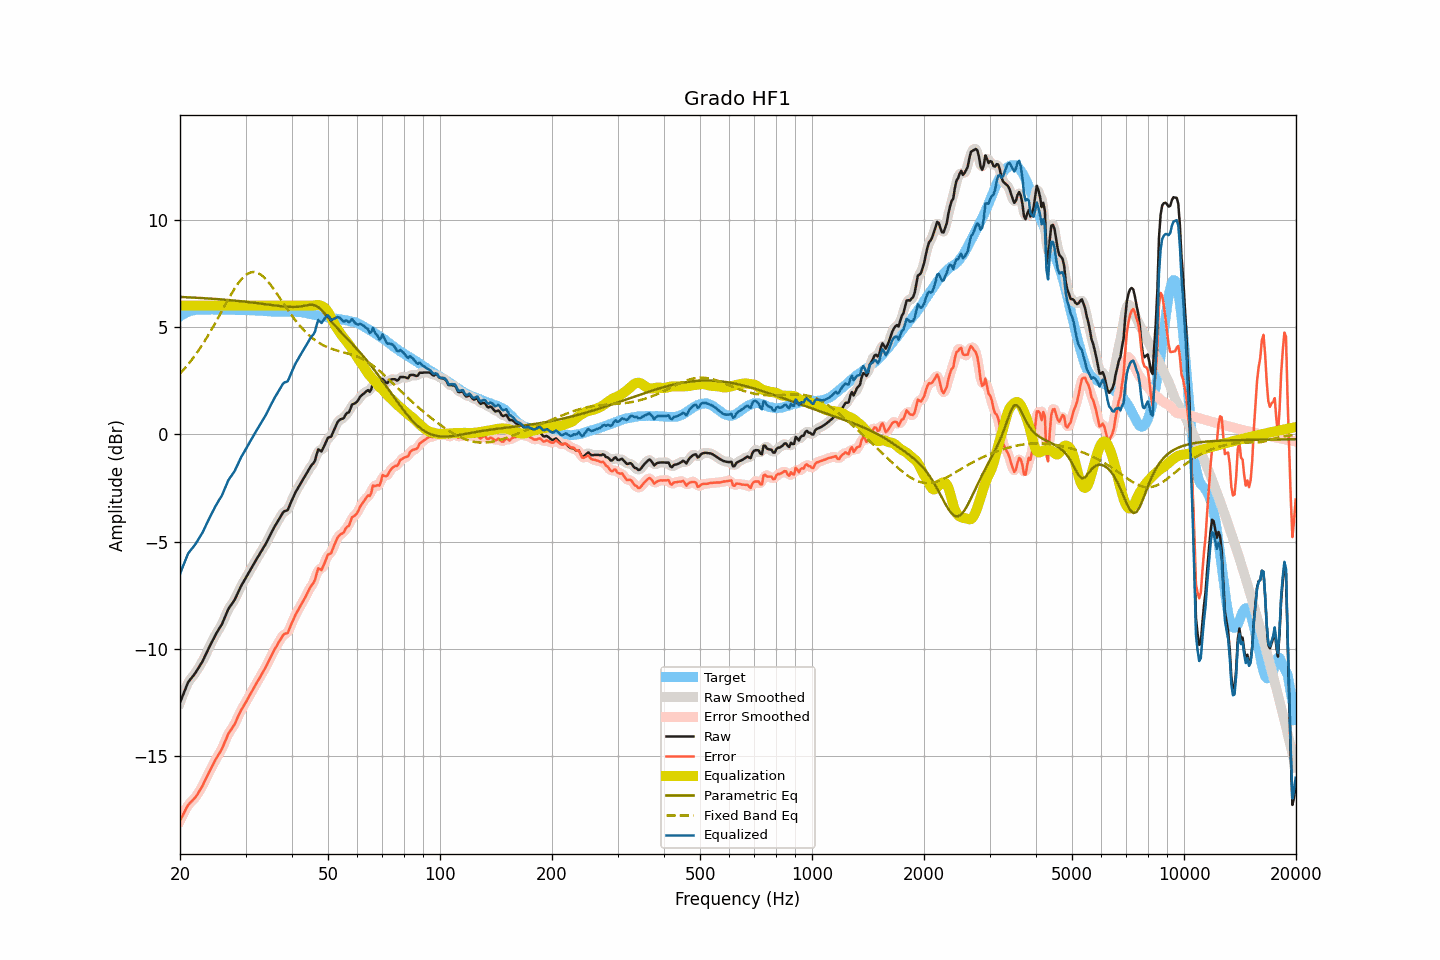 Grado HF1
Amplitude (dBr)
10
5
0
−5
−10
−15
Target
Raw Smoothed
Error Smoothed
Raw
Error
Equalization
Parametric Eq
Fixed Band Eq
Equalized
20 50 100 200 500 1000 2000 5000 10000 20000
Frequency (Hz)